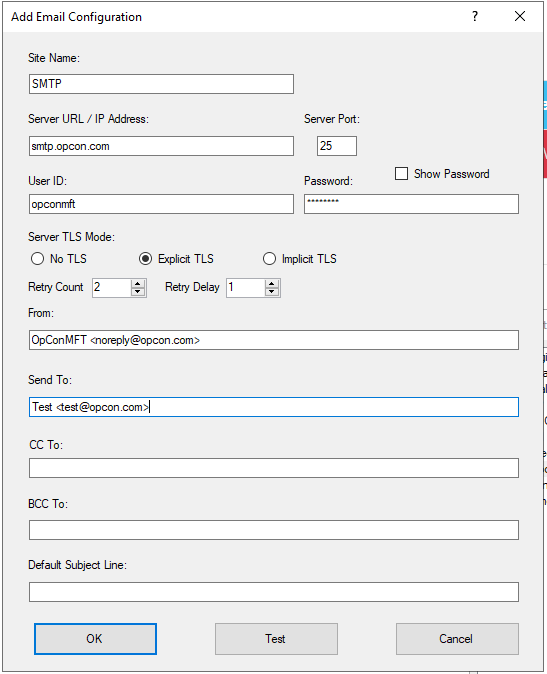 Add Email Configuration ?
Site Name:
SMTP
Server URL / IP Address: Server Port:
smtp.opcon.com 25
User ID: Password: Show Password
opconmft ********
Server TLS Mode:
No TLS Explicit TLS Implicit TLS
Retry Count 2 Retry Delay 1
From:
OpConMFT <noreply@opcon.com>
Send To:
Test <test@opcon.com>
CC To:
BCC To:
Default Subject Line:
OK Test Cancel